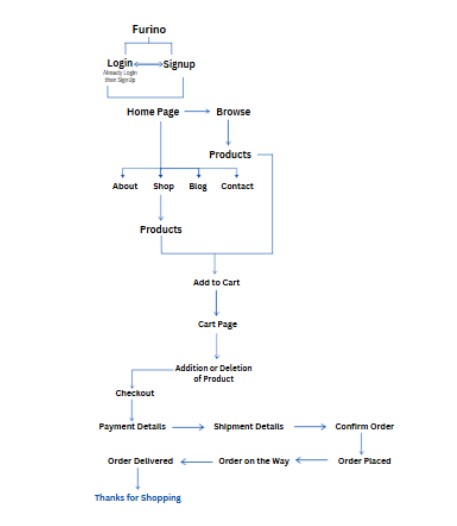 Furino
Login
Signup
Already Login
then SignUp
Home Page
Browse
Products
About
Shop
Blog
Contact
Products
Add to Cart
Cart Page
Addition or Deletion
of Product
Checkout
Payment Details
Shipment Details
Confirm Order
Order Delivered
Order on the Way
Order Placed
Thanks for Shopping